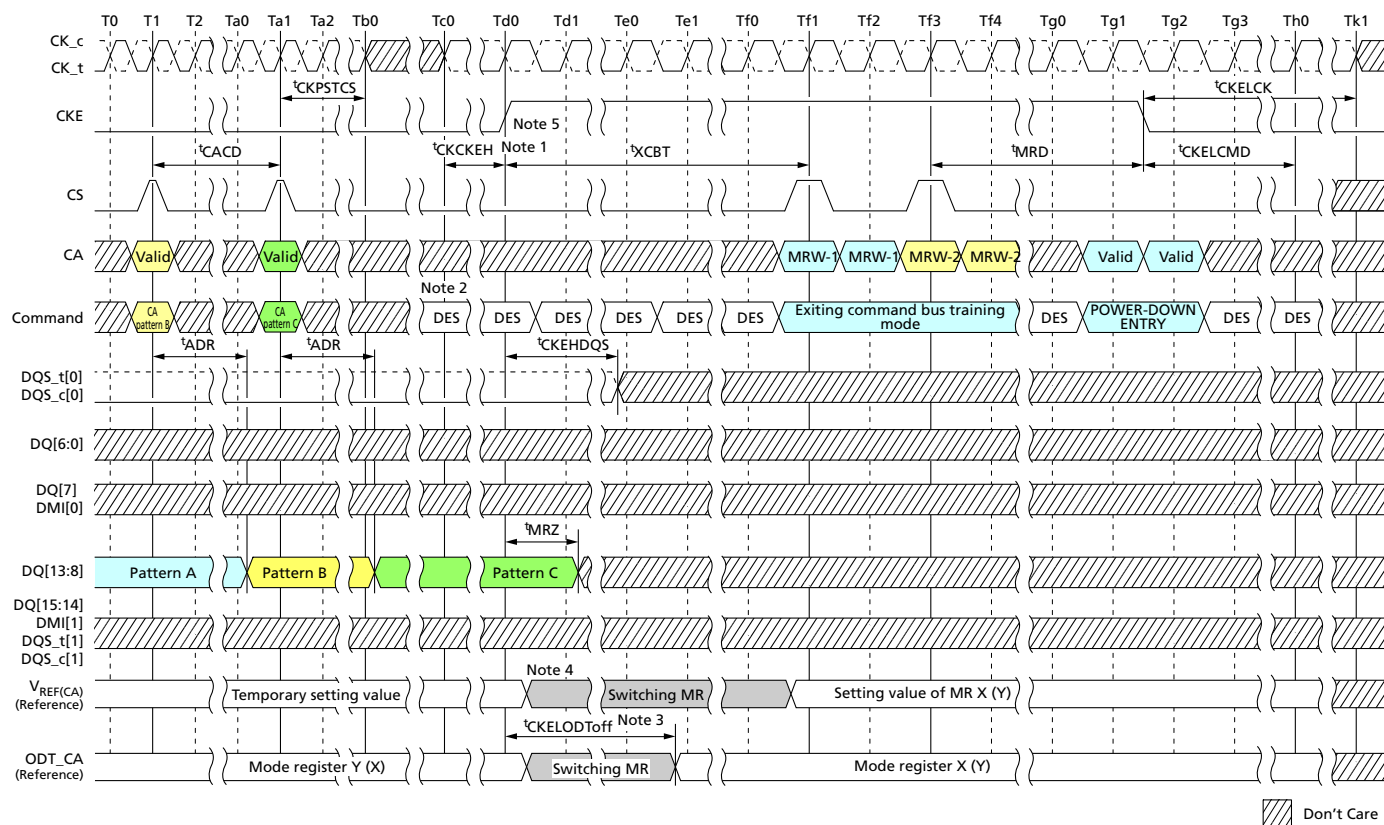 T0 T1 T2 Ta0 Ta1 Ta2 Tb0 Tc0 Td0 Td1 Te0 Te1 Tf0 Tf1 Tf2 Tf3 Tf4 Tg0 Tg1 Tg2 Tg3 Th0 Tk1
CK_c
CK_t
tCKPSTCS
tCKELCK
CKE
Note 5
tCACD
tCKCKEH
Note 1
tXCBT
tMRD
tCKELCMD
CS
CA
Valid Valid MRW-1 MRW-1 MRW-2 MRW-2 Valid Valid
Note 2
Command
CA pattern B
CA pattern C
DES DES DES DES DES DES
Exiting command bus training mode
DES
POWER-DOWN ENTRY
DES DES
tADR tADR tCKEHDQS
DQS_t[0]
DQS_c[0]
DQ[6:0]
DQ[7]
DMI[0]
tMRZ
DQ[13:8]
Pattern A Pattern B Pattern C
DQ[15:14]
DMI[1]
DQS_t[1]
DQS_c[1]
Note 4
VREF(CA)
(Reference)
Temporary setting value Switching MR Setting value of MR X (Y)
tCKELODToff Note 3
ODT_CA
(Reference)
Mode register Y (X) Switching MR Mode register X (Y)
Don't Care